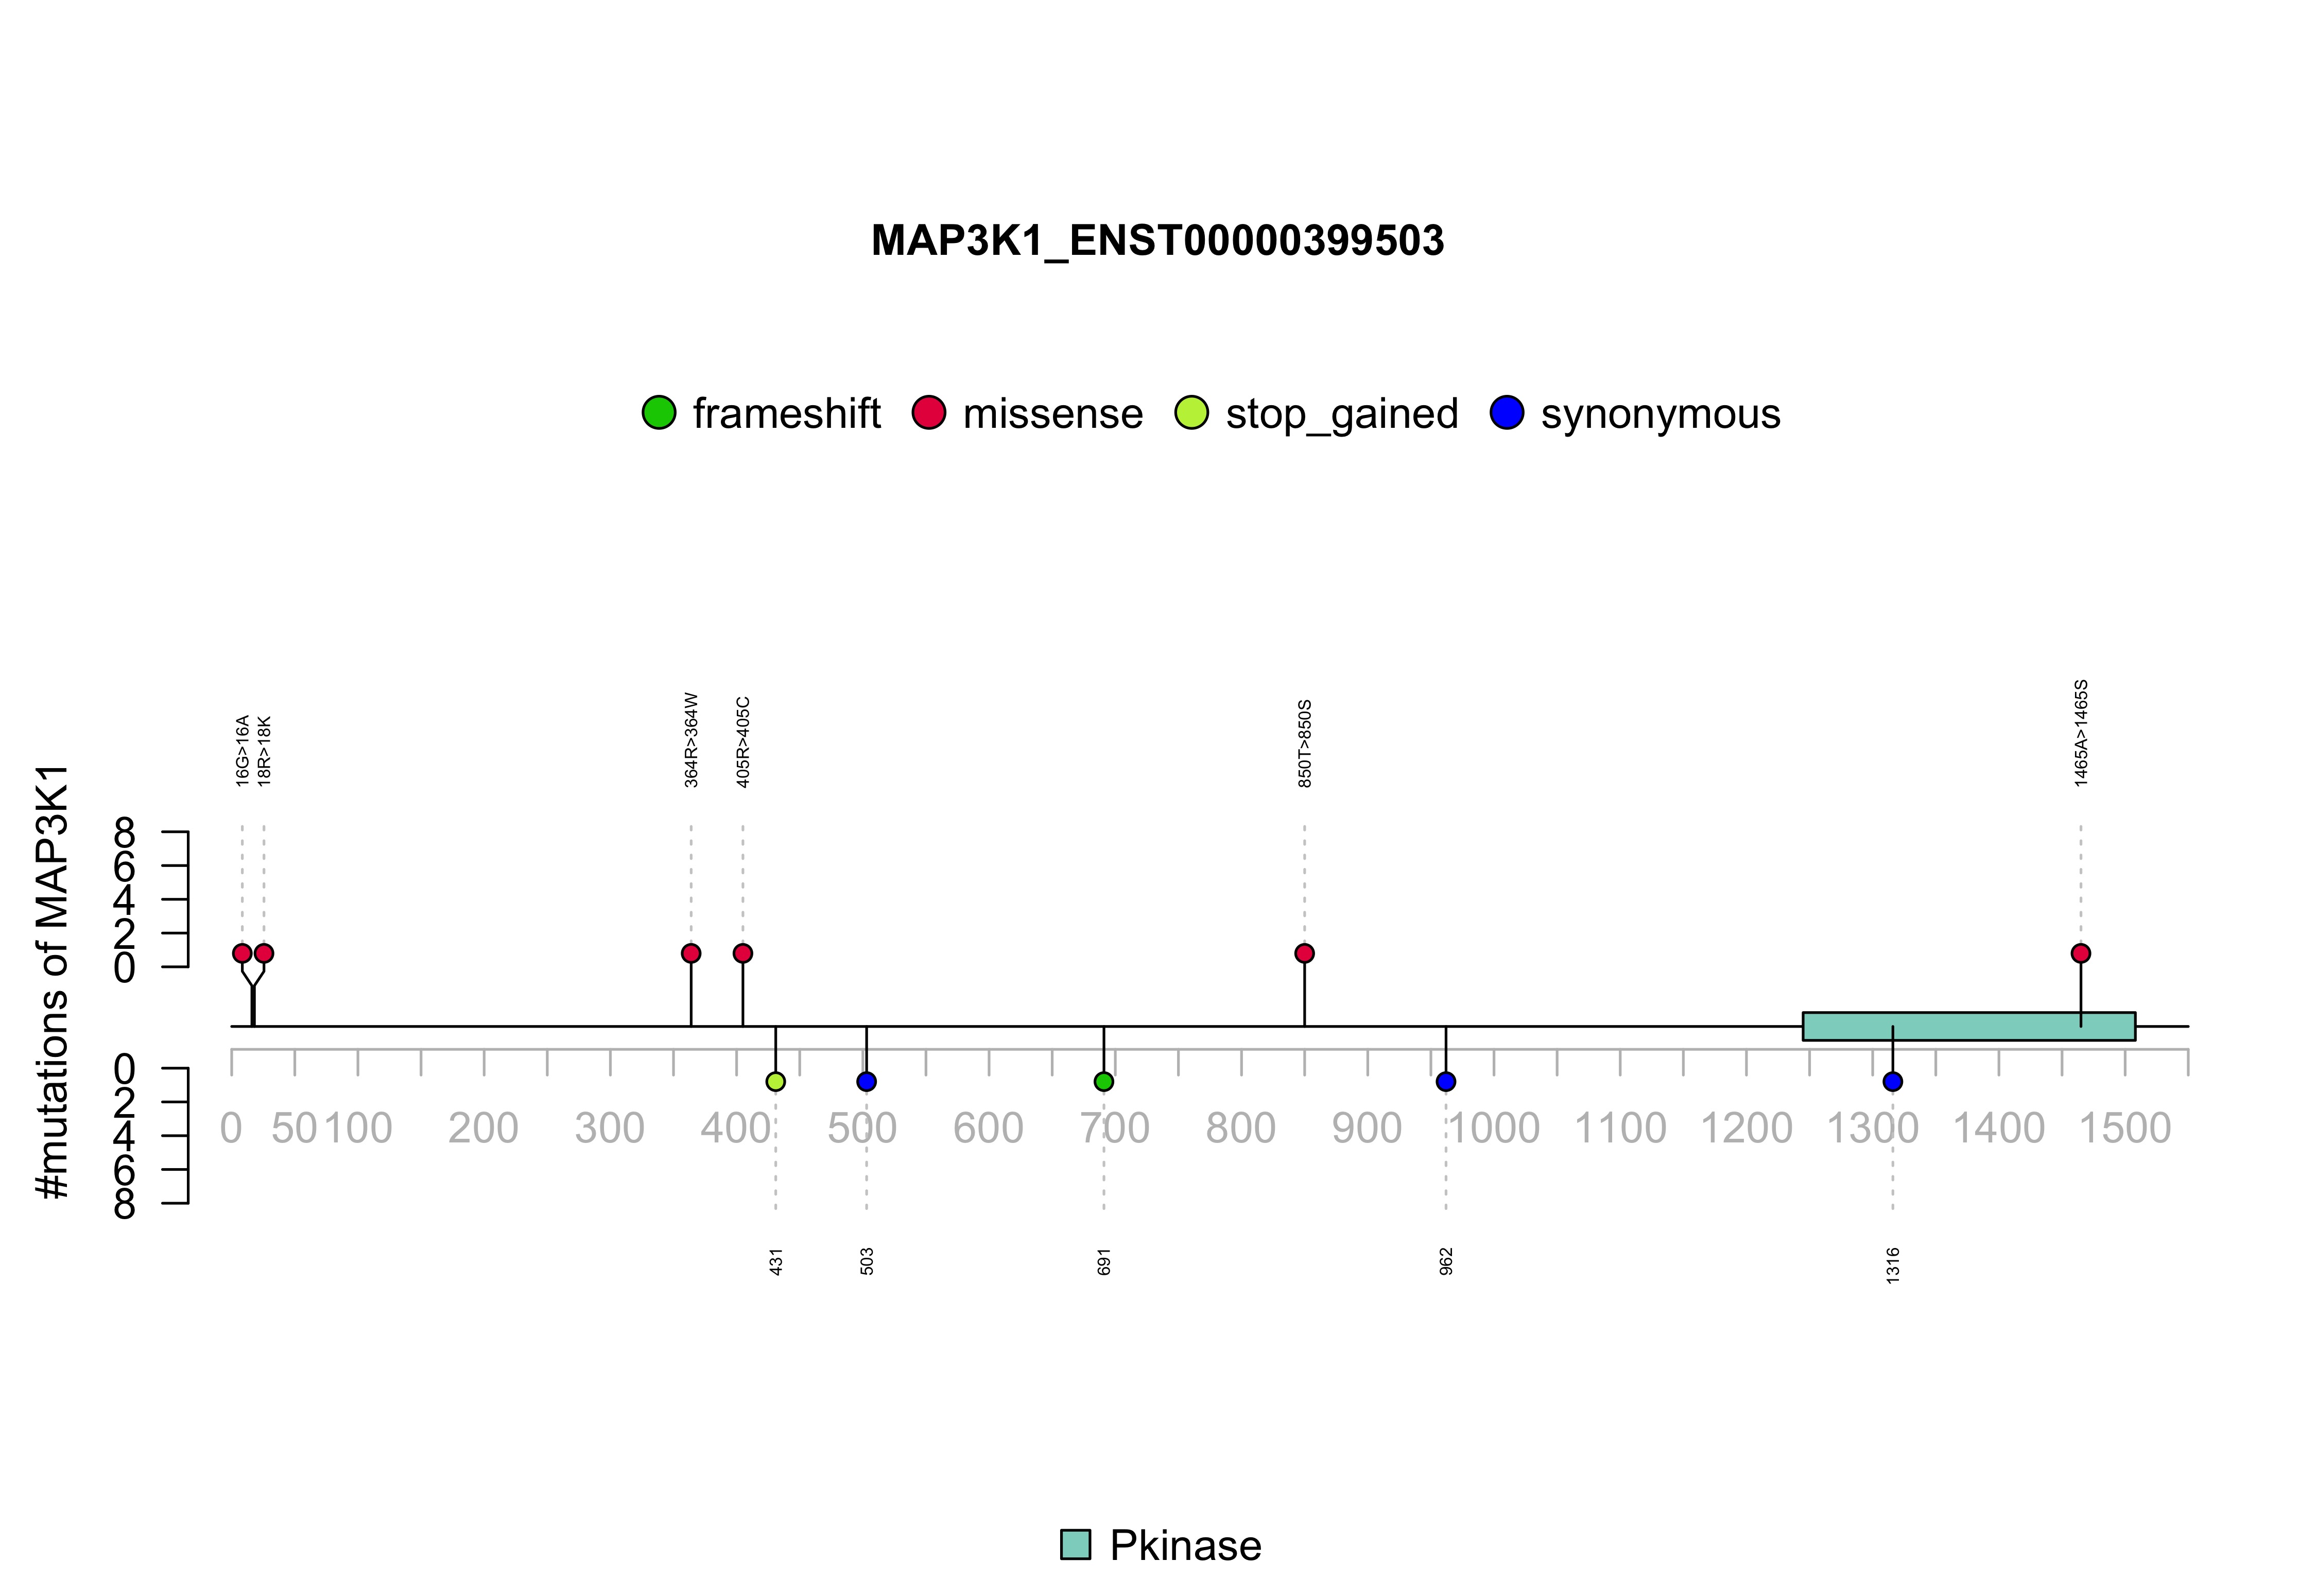 MAP3K1_ENST00000399503
frameshift missense stop_gained synonymous
16G>16A
18R>18K
364R>364W
405R>405C
850T>850S
1465A>1465S
#mutations of MAP3K1
8
6
4
2
0
0
2
4
6
8
0 50 100 200 300 400 500 600 700 800 900 1000 1100 1200 1300 1400 1500
431
503
691
962
1316
Pkinase